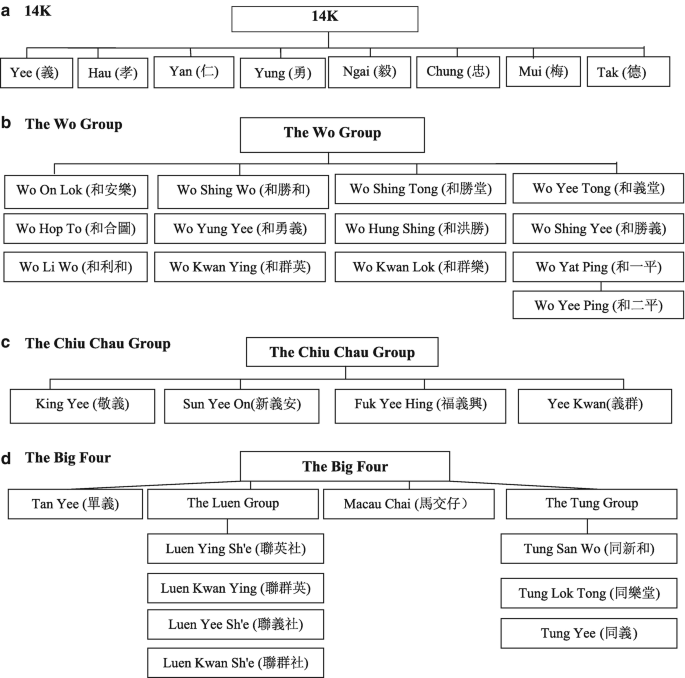 a 14K
14K
Yee (義) Hau (孝) Yan (仁) Yung (勇) Ngai (毅) Chung (忠) Mui (梅) Tak (德)
b The Wo Group
The Wo Group
Wo On Lok (和安樂) Wo Shing Wo (和勝和) Wo Shing Tong (和勝堂) Wo Yee Tong (和義堂)
Wo Hop To (和合圖) Wo Yung Yee (和勇義) Wo Hung Shing (和洪勝) Wo Shing Yee (和勝義)
Wo Li Wo (和利和) Wo Kwan Ying (和群英) Wo Kwan Lok (和群樂) Wo Yat Ping (和一平)
Wo Yee Ping (和二平)
c The Chiu Chau Group
The Chiu Chau Group
King Yee (敬義) Sun Yee On(新義安) Fuk Yee Hing (福義興) Yee Kwan(義群)
d The Big Four
The Big Four
Tan Yee (單義) The Luen Group Macau Chai (馬交仔） The Tung Group
Luen Ying Sh'e (聯英社) Tung San Wo (同新和)
Luen Kwan Ying (聯群英) Tung Lok Tong (同樂堂)
Luen Yee Sh'e (聯義社) Tung Yee (同義)
Luen Kwan Sh'e (聯群社)